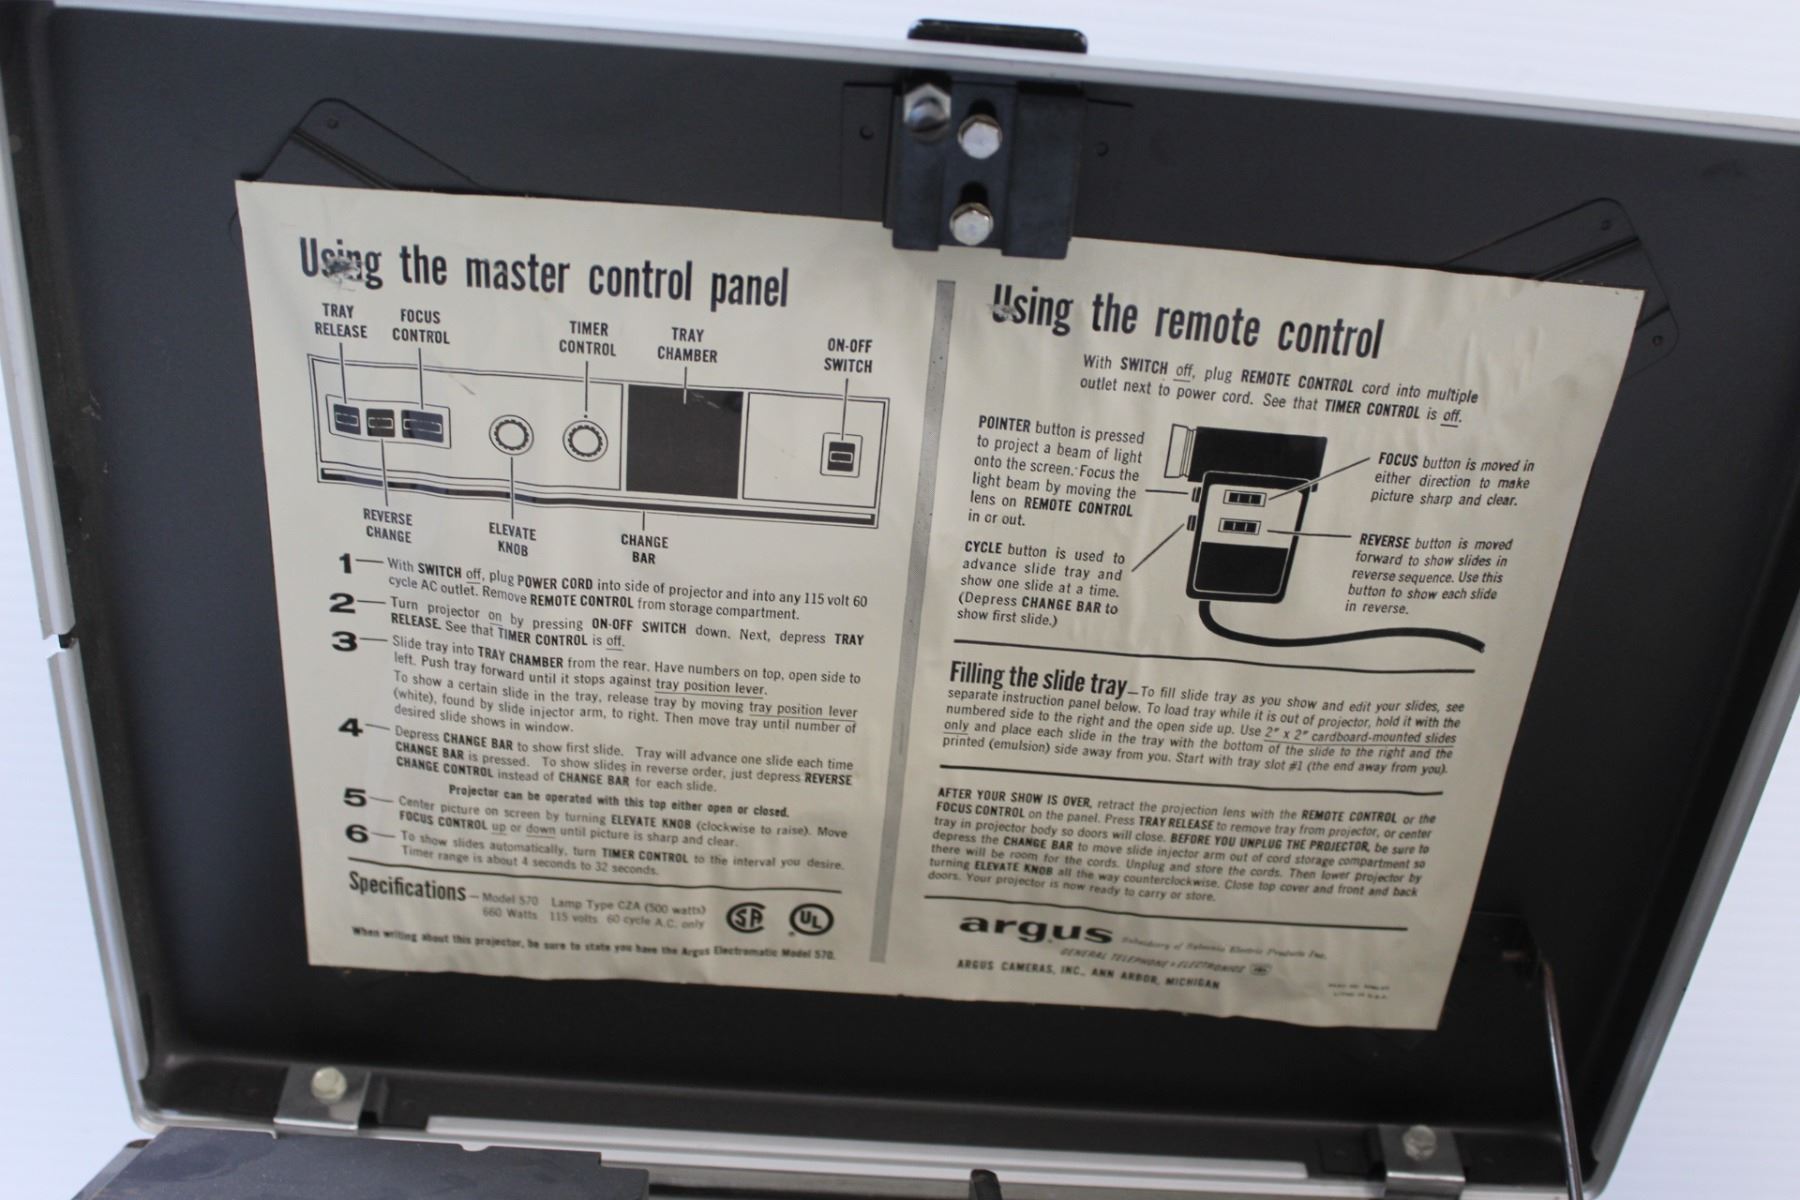 Using the master control panel
TRAY
RELEASE
FOCUS
CONTROL
TIMER
CONTROL
TRAY
CHAMBER
ON-OFF
SWITCH
REVERSE
CHANGE
ELEVATE
KNOB
CHANGE
BAR
1—With SWITCH off, plug POWER CORD into side of projector and into any 115 volt 60
cycle AC outlet. Remove REMOTE CONTROL from storage compartment.
2—Turn projector on by pressing ON-OFF SWITCH down. Next, depress TRAY
RELEASE. See that TIMER CONTROL is off.
3—Slide tray into TRAY CHAMBER from the rear. Have numbers on top, open side to
left. Push tray forward until it stops against tray position lever.
To show a certain slide in the tray, release tray by moving tray position lever
(white), found by slide injector arm, to right. Then move tray until number of
desired slide shows in window.
4—Depress CHANGE BAR to show first slide. Tray will advance one slide each time
CHANGE BAR is pressed. To show slides in reverse order, just depress REVERSE
CHANGE CONTROL instead of CHANGE BAR for each slide.
Projector can be operated with this top either open or closed.
5—Center picture on screen by turning ELEVATE KNOB (clockwise to raise). Move
FOCUS CONTROL up or down until picture is sharp and clear.
6—To show slides automatically, turn TIMER CONTROL to the interval you desire.
Timer range is about 4 seconds to 32 seconds.
Specifications – Model 570 Lamp Type CZA (500 watts)
660 Watts 115 volts 60 cycle A.C. only
SA
UL
When writing about this projector, be sure to state you have the Argus Electromatic Model 570.
Using the remote control
With SWITCH off, plug REMOTE CONTROL cord into multiple
outlet next to power cord. See that TIMER CONTROL is off.
POINTER button is pressed
to project a beam of light
onto the screen. Focus the
light beam by moving the
lens on REMOTE CONTROL
in or out.
CYCLE button is used to
advance slide tray and
show one slide at a time.
(Depress CHANGE BAR to
show first slide.)
FOCUS button is moved in
either direction to make
picture sharp and clear.
REVERSE button is moved
forward to show slides in
reverse sequence. Use this
button to show each slide
in reverse.
Filling the slide tray—To fill slide tray as you show and edit your slides, see
separate instruction panel below. To load tray while it is out of projector, hold it with the
numbered side to the right and the open side up. Use 2" x 2" cardboard-mounted slides
only and place each slide in the tray with the bottom of the slide to the right and the
printed (emulsion) side away from you. Start with tray slot #1 (the end away from you).
AFTER YOUR SHOW IS OVER, retract the projection lens with the REMOTE CONTROL or the
FOCUS CONTROL on the panel. Press TRAY RELEASE to remove tray from projector, or center
tray in projector body so doors will close. BEFORE YOU UNPLUG THE PROJECTOR, be sure to
depress the CHANGE BAR to move slide injector arm out of cord storage compartment so
there will be room for the cords. Unplug and store the cords. Then lower projector by
turning ELEVATE KNOB all the way counterclockwise. Close top cover and front and back
doors. Your projector is now ready to carry or store.
argus Subsidiary of Sylvania Electric Products Inc.
GENERAL TELEPHONE & ELECTRONICS
ARGUS CAMERAS, INC., ANN ARBOR, MICHIGAN